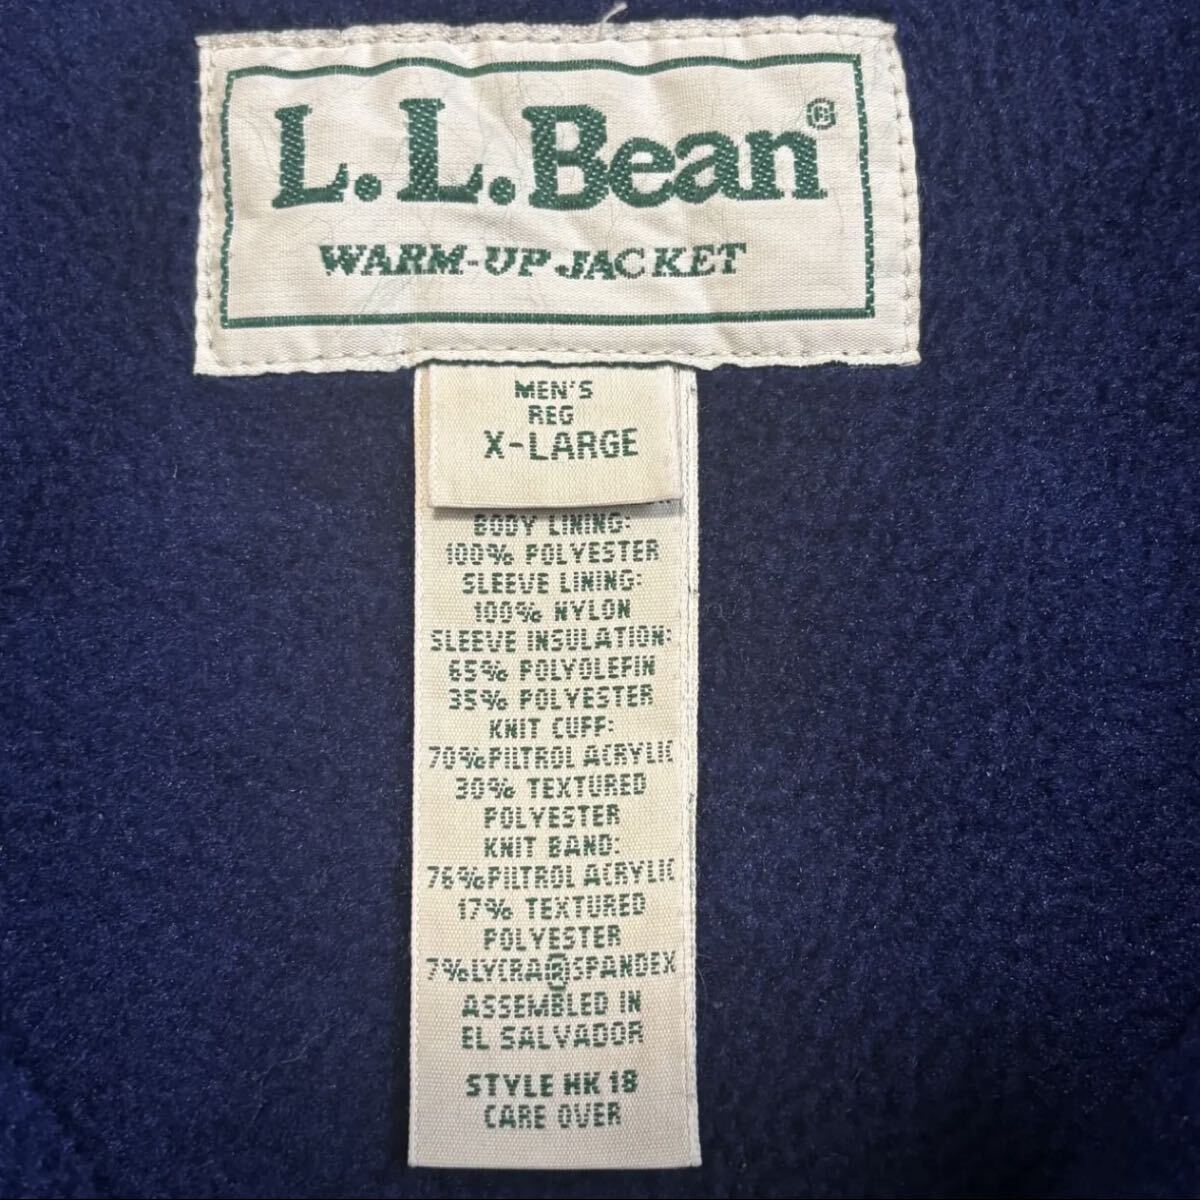 L.L.Bean®
WARM-UP JACKET
MEN'S
REG
X-LARGE
BODY LINING:
100% POLYESTER
SLEEVE LINING:
100% NYLON
SLEEVE INSULATION:
65% POLYOLEFIN
35% POLYESTER
KNIT CUFF:
70% PILTROL ACRYLIC
30% TEXTURED
POLYESTER
KNIT BAND:
76% PILTROL ACRYLIC
17% TEXTURED
POLYESTER
7% LYCRA® SPANDEX
ASSEMBLED IN
EL SALVADOR
STYLE HK 18
CARE OVER